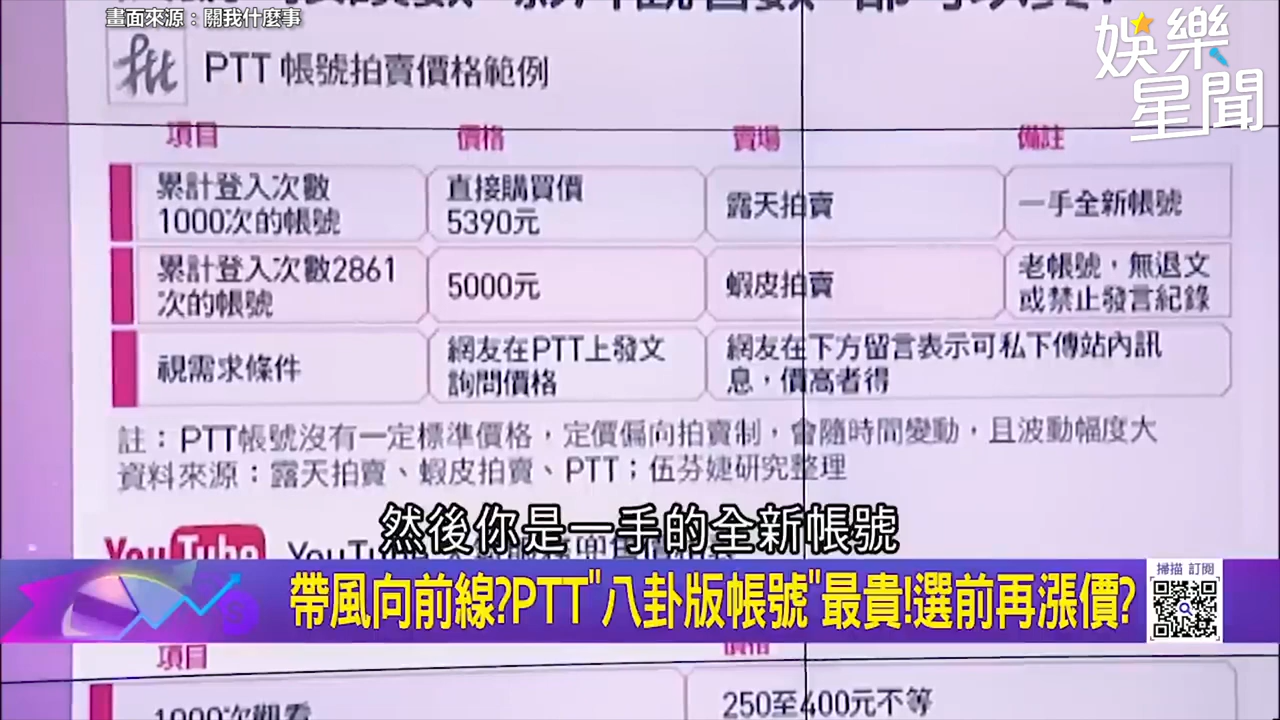 畫面來源：關我什麼事
娛樂星聞
ptt PTT 帳號拍賣價格範例
項目 價格 賣場 備註
累計登入次數
1000次的帳號
直接購買價
5390元
露天拍賣
一手全新帳號
累計登入次數2861
次的帳號
5000元
蝦皮拍賣
老帳號，無退文
或禁止發言紀錄
視需求條件
網友在PTT上發文
詢問價格
網友在下方留言表示可私下傳站內訊
息，價高者得
註：PTT帳號沒有一定標準價格，定價偏向拍賣制，會隨時間變動，且波動幅度大
資料來源：露天拍賣、蝦皮拍賣、PTT；伍芬婕研究整理
YouTube YouTube
然後你是一手的全新帳號
帶風向前線?PTT"八卦版帳號"最貴!選前再漲價?
掃描 訂閱
項目 價格
1000次觀看
250至400元不等